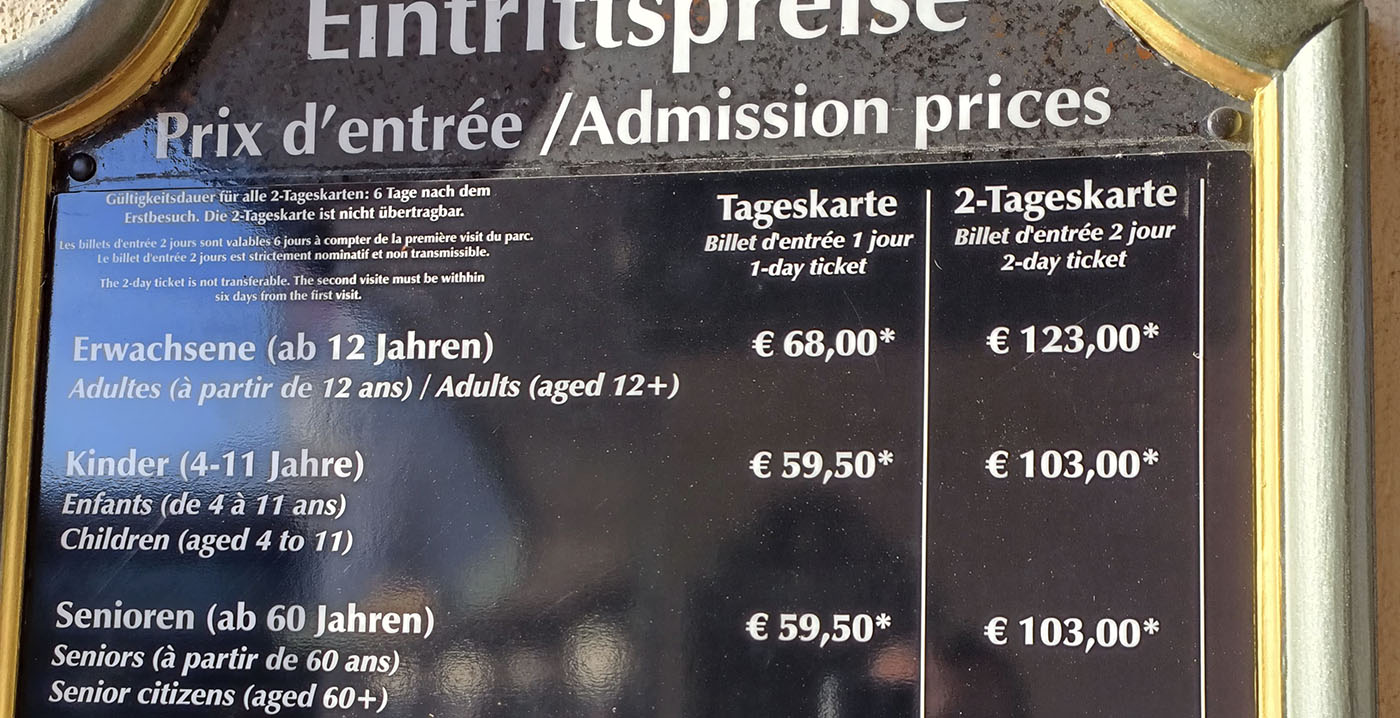 Eintrittspreise
Prix d'entrée /Admission prices
Gültigkeitsdauer für alle 2-Tageskarten: 6 Tage nach dem
Erstbesuch. Die 2-Tageskarte ist nicht übertragbar.
Les billets d'entrée 2 jours sont valables 6 jours à compter de la première visit du parc.
Le billet d'entrée 2 jours est strictement nominatif et non transmissible.
The 2-day ticket is not transferable. The second visite must be withhin
six days from the first visit.
Tageskarte
Billet d'entrée 1 jour
1-day ticket
2-Tageskarte
Billet d'entrée 2 jour
2-day ticket
Erwachsene (ab 12 Jahren) € 68,00* € 123,00*
Adultes (à partir de 12 ans) / Adults (aged 12+)
Kinder (4-11 Jahre) € 59,50* € 103,00*
Enfants (de 4 à 11 ans)
Children (aged 4 to 11)
Senioren (ab 60 Jahren) € 59,50* € 103,00*
Seniors (à partir de 60 ans)
Senior citizens (aged 60+)